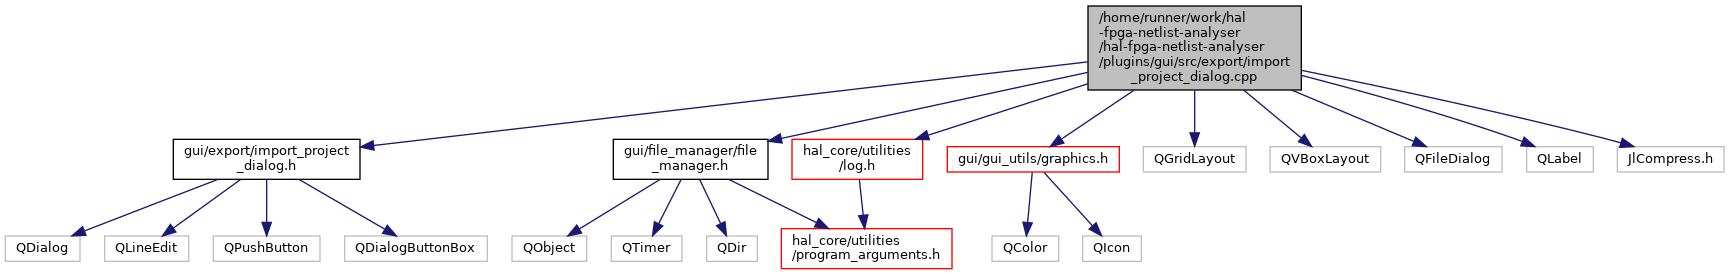 /home/runner/work/hal
-fpga-netlist-analyser
/hal-fpga-netlist-analyser
/plugins/gui/src/export/import
_project_dialog.cpp
gui/export/import_project
_dialog.h
gui/file_manager/file
_manager.h
hal_core/utilities
/log.h
gui/gui_utils/graphics.h
QGridLayout
QVBoxLayout
QFileDialog
QLabel
JlCompress.h
QDialog
QLineEdit
QPushButton
QDialogButtonBox
QObject
QTimer
QDir
hal_core/utilities
/program_arguments.h
QColor
QIcon